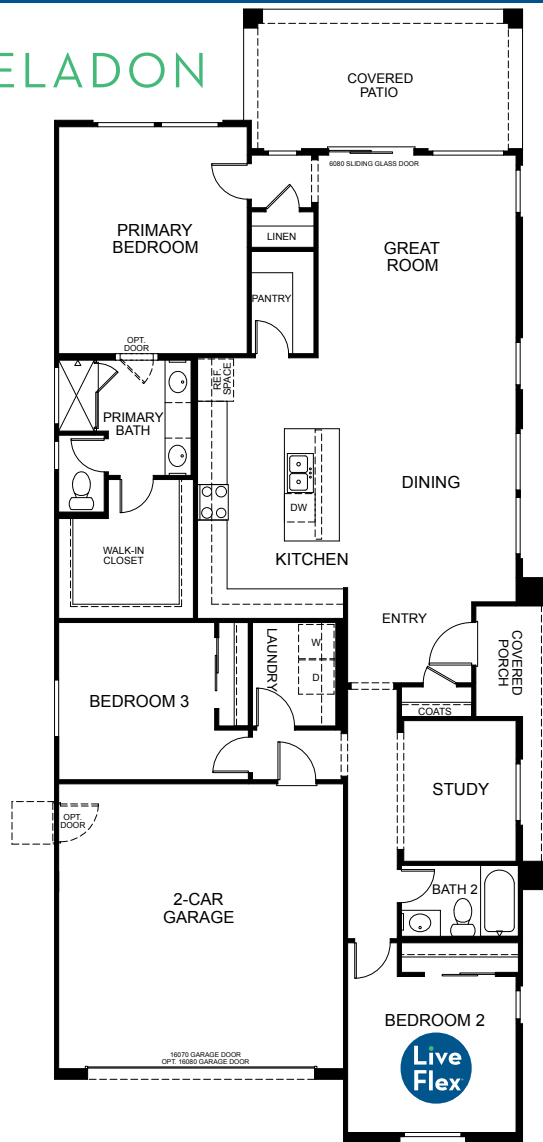 ELADON
COVERED
PATIO
6080 SLIDING GLASS DOOR
PRIMARY
BEDROOM
LINEN
GREAT
ROOM
PANTRY
OPT.
DOOR
REF.
SPACE
PRIMARY
BATH
DINING
DW
WALK-IN
CLOSET
KITCHEN
ENTRY
COVERED
PORCH
LAUNDRY
W
D
BEDROOM 3
COATS
STUDY
OPT.
DOOR
2-CAR
GARAGE
BATH 2
BEDROOM 2
Live
Flex
16070 GARAGE DOOR
OPT. 16080 GARAGE DOOR